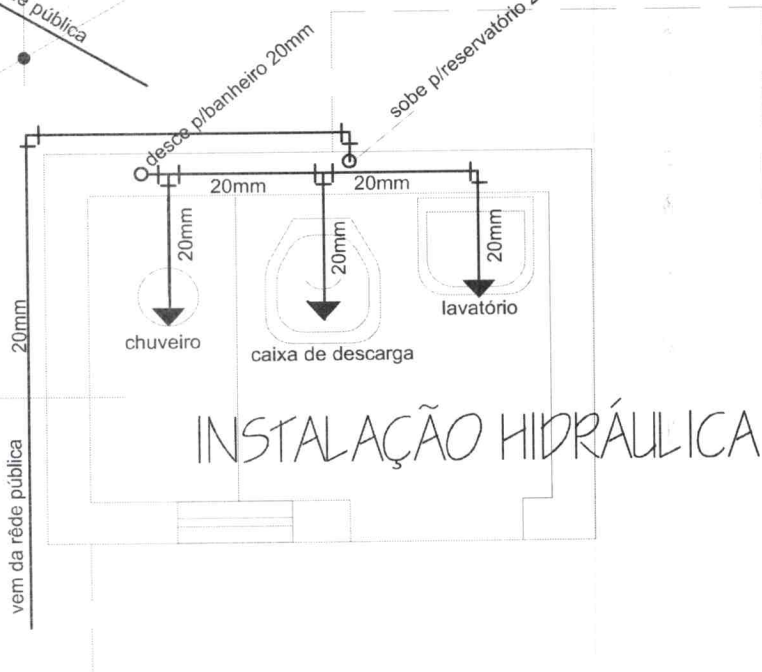 pública
desce p/banheiro 20mm
sobe p/reservatório
20mm
20mm
20mm
20mm
20mm
20mm
chuveiro
caixa de descarga
lavatório
INSTALAÇÃO HIDRÁULICA
vem da rêde pública